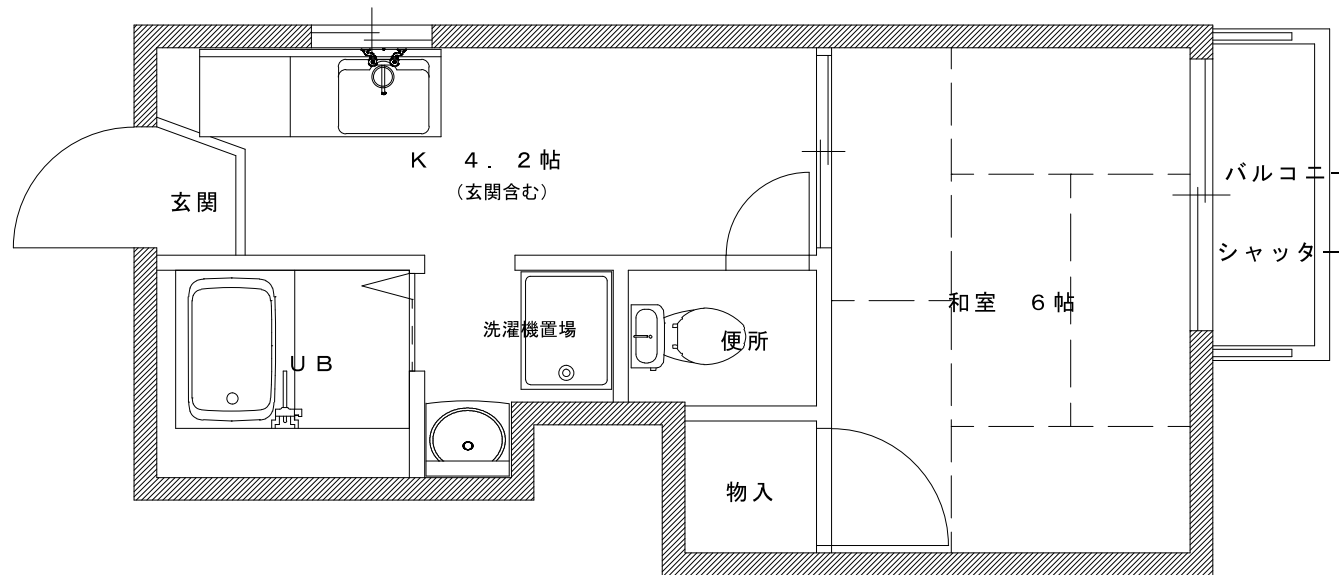 K 4.2帖
(玄関含む)
玄関
バルコニー
シャッター
和室 6帖
洗濯機置場
便所
UB
物入